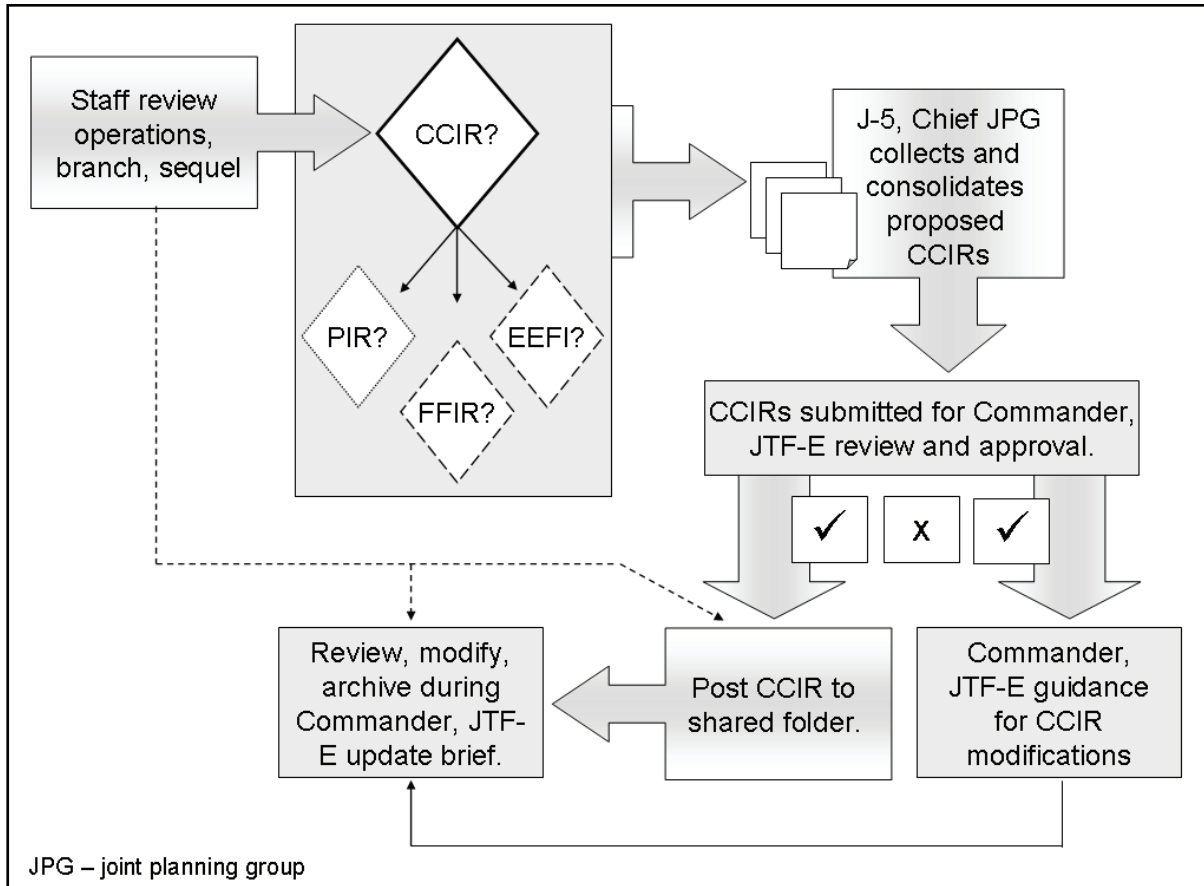 Staff review
operations,
branch, sequel
CCIR?
PIR?
FFIR?
EEFI?
J-5, Chief JPG
collects and
consolidates
proposed
CCIRs
CCIRs submitted for Commander,
JTF-E review and approval.
✓
x
✓
Review, modify,
archive during
Commander, JTF-
E update brief.
Post CCIR to
shared folder.
Commander,
JTF-E guidance
for CCIR
modifications
JPG – joint planning group